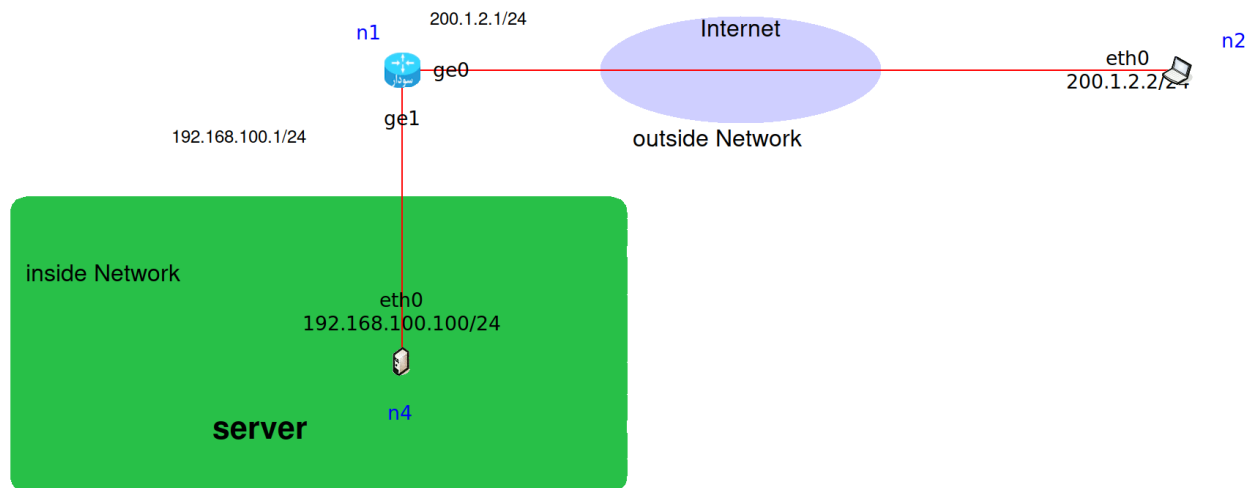 200.1.2.1/24
n1
Internet
n2
سودار
ge0
eth0
200.1.2.2/24
ge1
192.168.100.1/24
outside Network
inside Network
eth0
192.168.100.100/24
n4
server